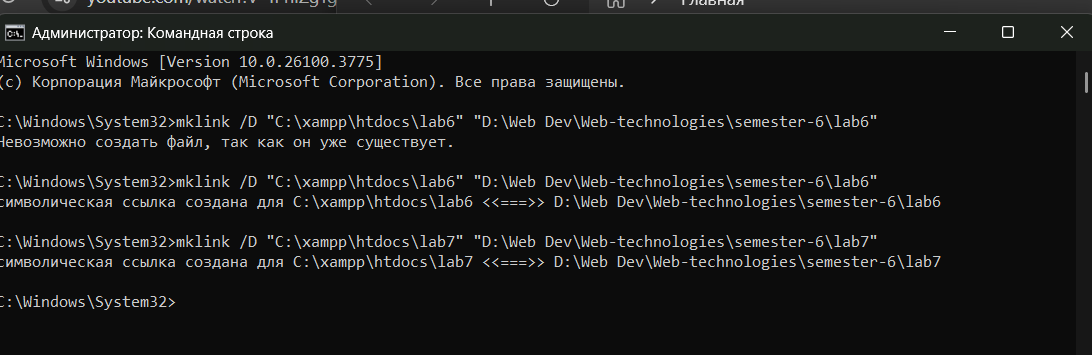 Главная
Администратор: Командная строка
Microsoft Windows [Version 10.0.26100.3775]
(c) Корпорация Майкрософт (Microsoft Corporation). Все права защищены.
C:\Windows\System32>mklink /D "C:\xampp\htdocs\lab6" "D:\Web Dev\Web-technologies\semester-6\lab6"
Невозможно создать файл, так как он уже существует.
C:\Windows\System32>mklink /D "C:\xampp\htdocs\lab6" "D:\Web Dev\Web-technologies\semester-6\lab6"
символическая ссылка создана для C:\xampp\htdocs\lab6 <<===>> D:\Web Dev\Web-technologies\semester-6\lab6
C:\Windows\System32>mklink /D "C:\xampp\htdocs\lab7" "D:\Web Dev\Web-technologies\semester-6\lab7"
символическая ссылка создана для C:\xampp\htdocs\lab7 <<===>> D:\Web Dev\Web-technologies\semester-6\lab7
C:\Windows\System32>